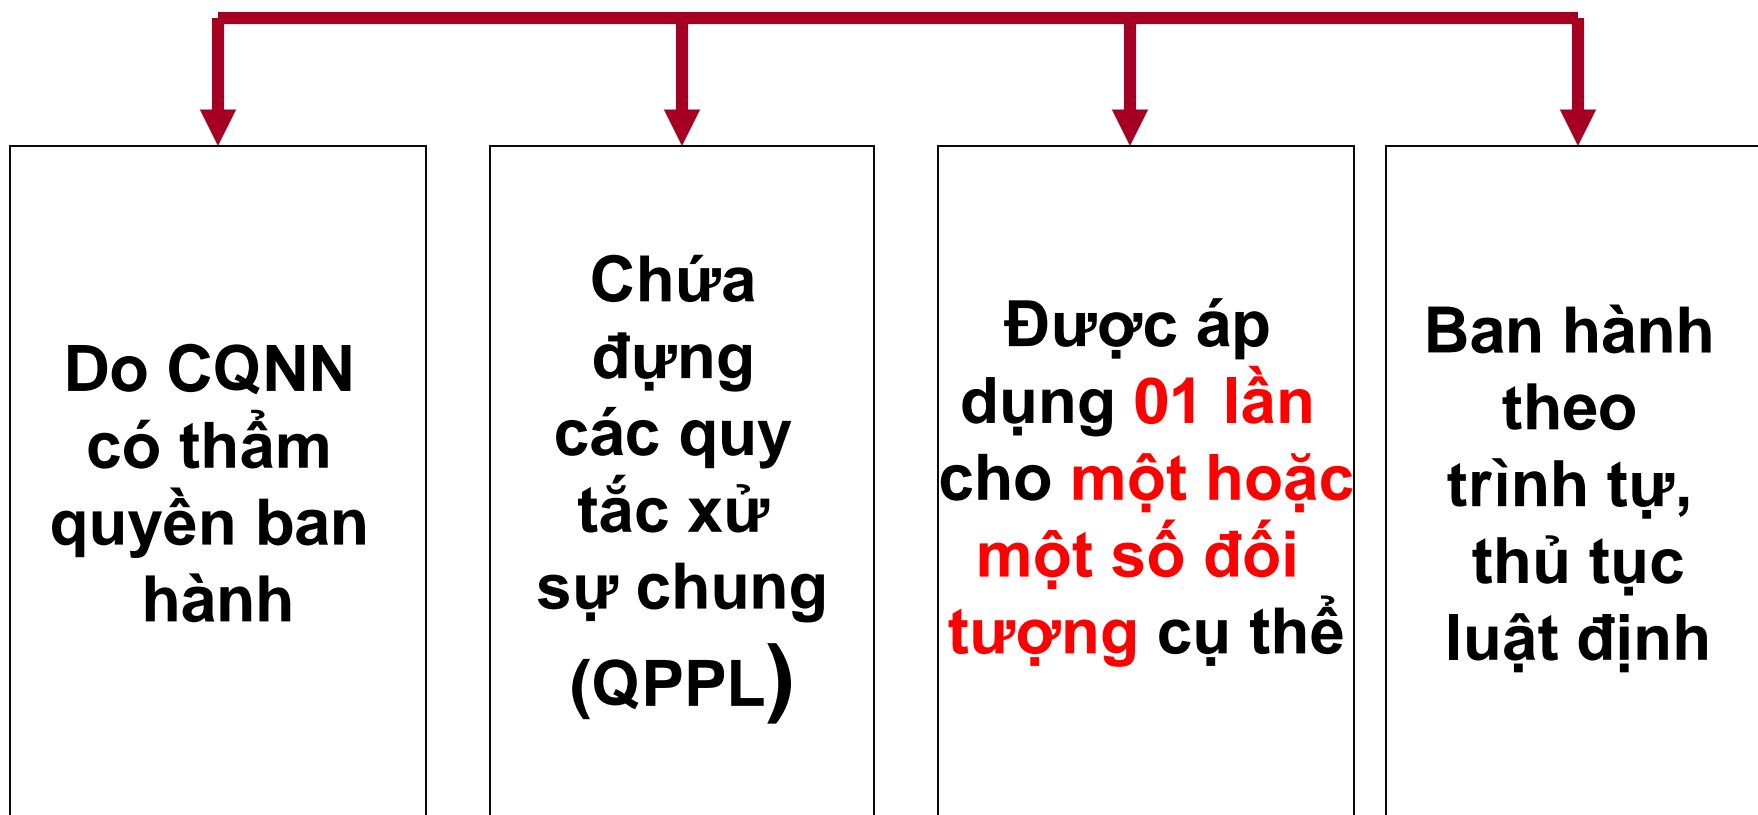 Do CQNN
có thẩm
quyền ban
hành
Chứa
đựng
các quy
tắc xử
sự chung
(QPPL)
Được áp
dụng 01 lần
cho một hoặc
một số đối
tượng cụ thể
Ban hành
theo
trình tự,
thủ tục
luật định